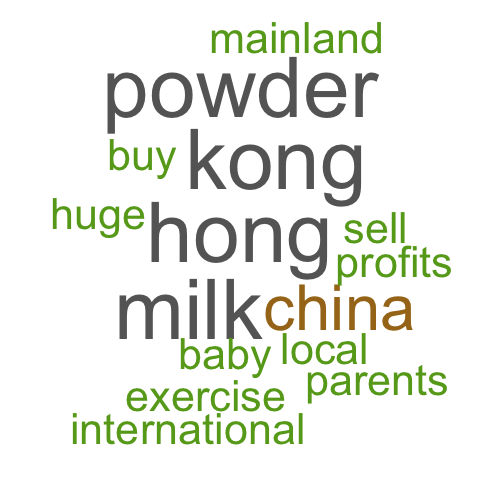 mainland
powder
buy kong
huge hong sell
profits
milk china
baby local
parents
exercise
international